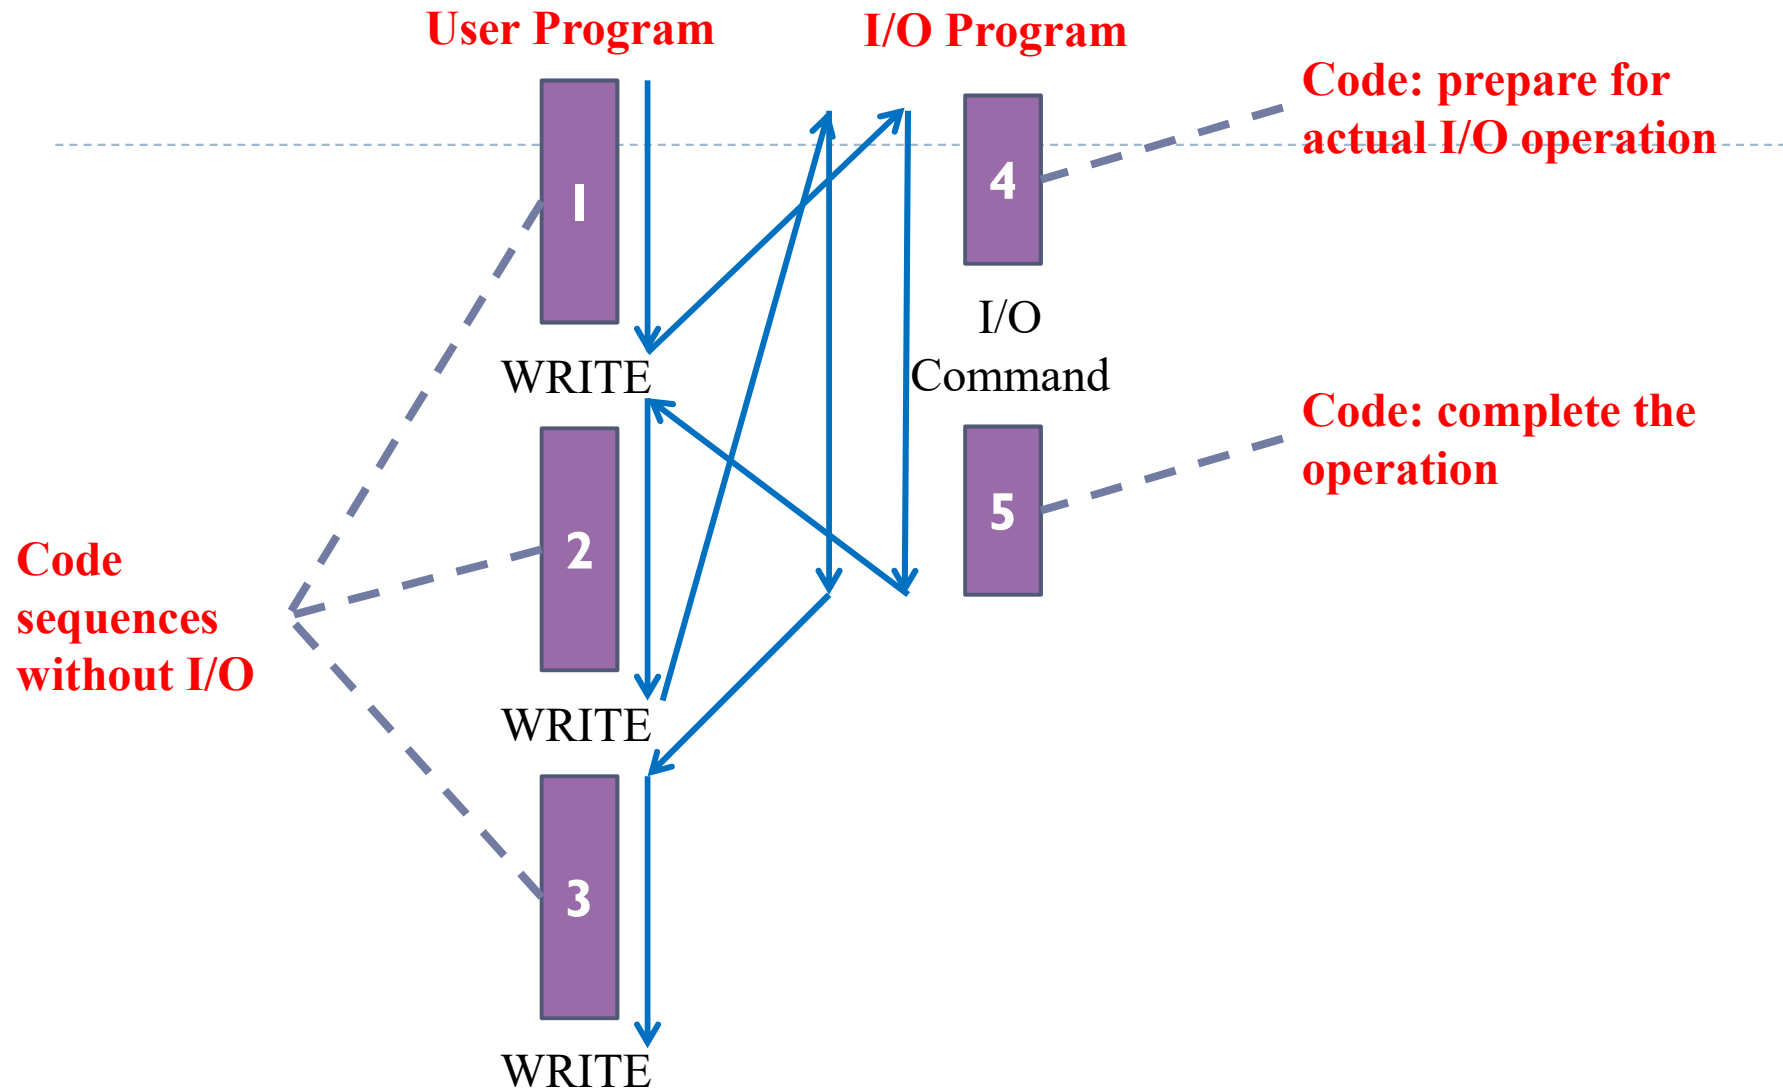 User Program
I/O Program
Code: prepare for
actual I/O operation
1
4
I/O
Command
WRITE
Code: complete the
operation
2
5
Code
sequences
without I/O
WRITE
3
WRITE